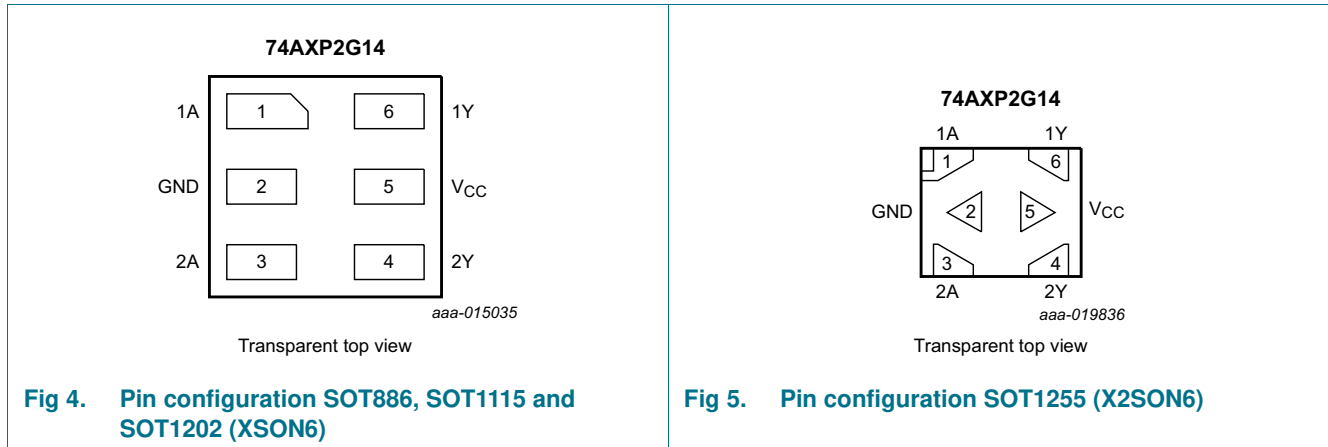 74AXP2G14
1A 1 6 1Y
GND 2 5 VCC
2A 3 4 2Y
aaa-015035
Transparent top view
Fig 4. Pin configuration SOT886, SOT1115 and
SOT1202 (XSON6)
74AXP2G14
1A 1Y
1 6
GND 2 5 VCC
3 4
2A 2Y
aaa-019836
Transparent top view
Fig 5. Pin configuration SOT1255 (X2SON6)